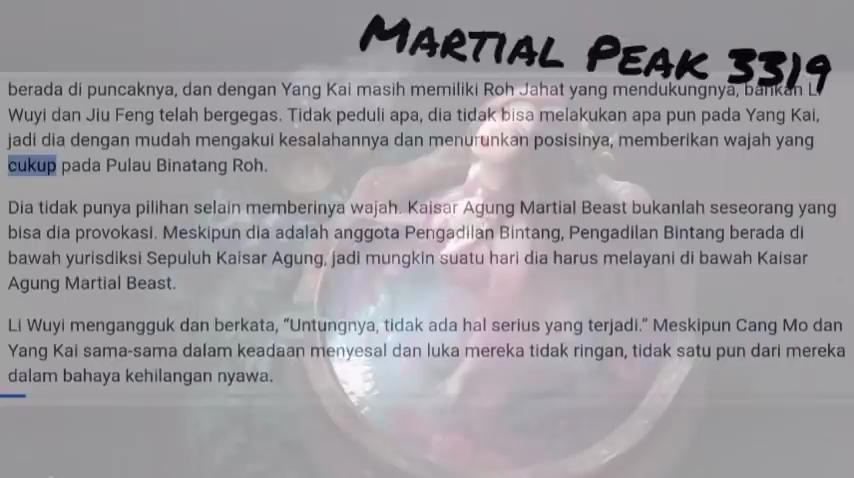 MARTIAL PEAK 3319
berada di puncaknya, dan dengan Yang Kai masih memiliki Roh Jahat yang mendukungnya, bahkan Li
Wuyi dan Jiu Feng telah bergegas. Tidak peduli apa, dia tidak bisa melakukan apa pun pada Yang Kai,
jadi dia dengan mudah mengakui kesalahannya dan menurunkan posisinya, memberikan wajah yang
cukup pada Pulau Binatang Roh.
Dia tidak punya pilihan selain memberinya wajah. Kaisar Agung Martial Beast bukanlah seseorang yang
bisa dia provokasi. Meskipun dia adalah anggota Pengadilan Bintang, Pengadilan Bintang berada di
bawah yurisdiksi Sepuluh Kaisar Agung, jadi mungkin suatu hari dia harus melayani di bawah Kaisar
Agung Martial Beast.
Li Wuyi mengangguk dan berkata, “Untungnya, tidak ada hal serius yang terjadi.” Meskipun Cang Mo dan
Yang Kai sama-sama dalam keadaan menyesal dan luka mereka tidak ringan, tidak satu pun dari mereka
dalam bahaya kehilangan nyawa.